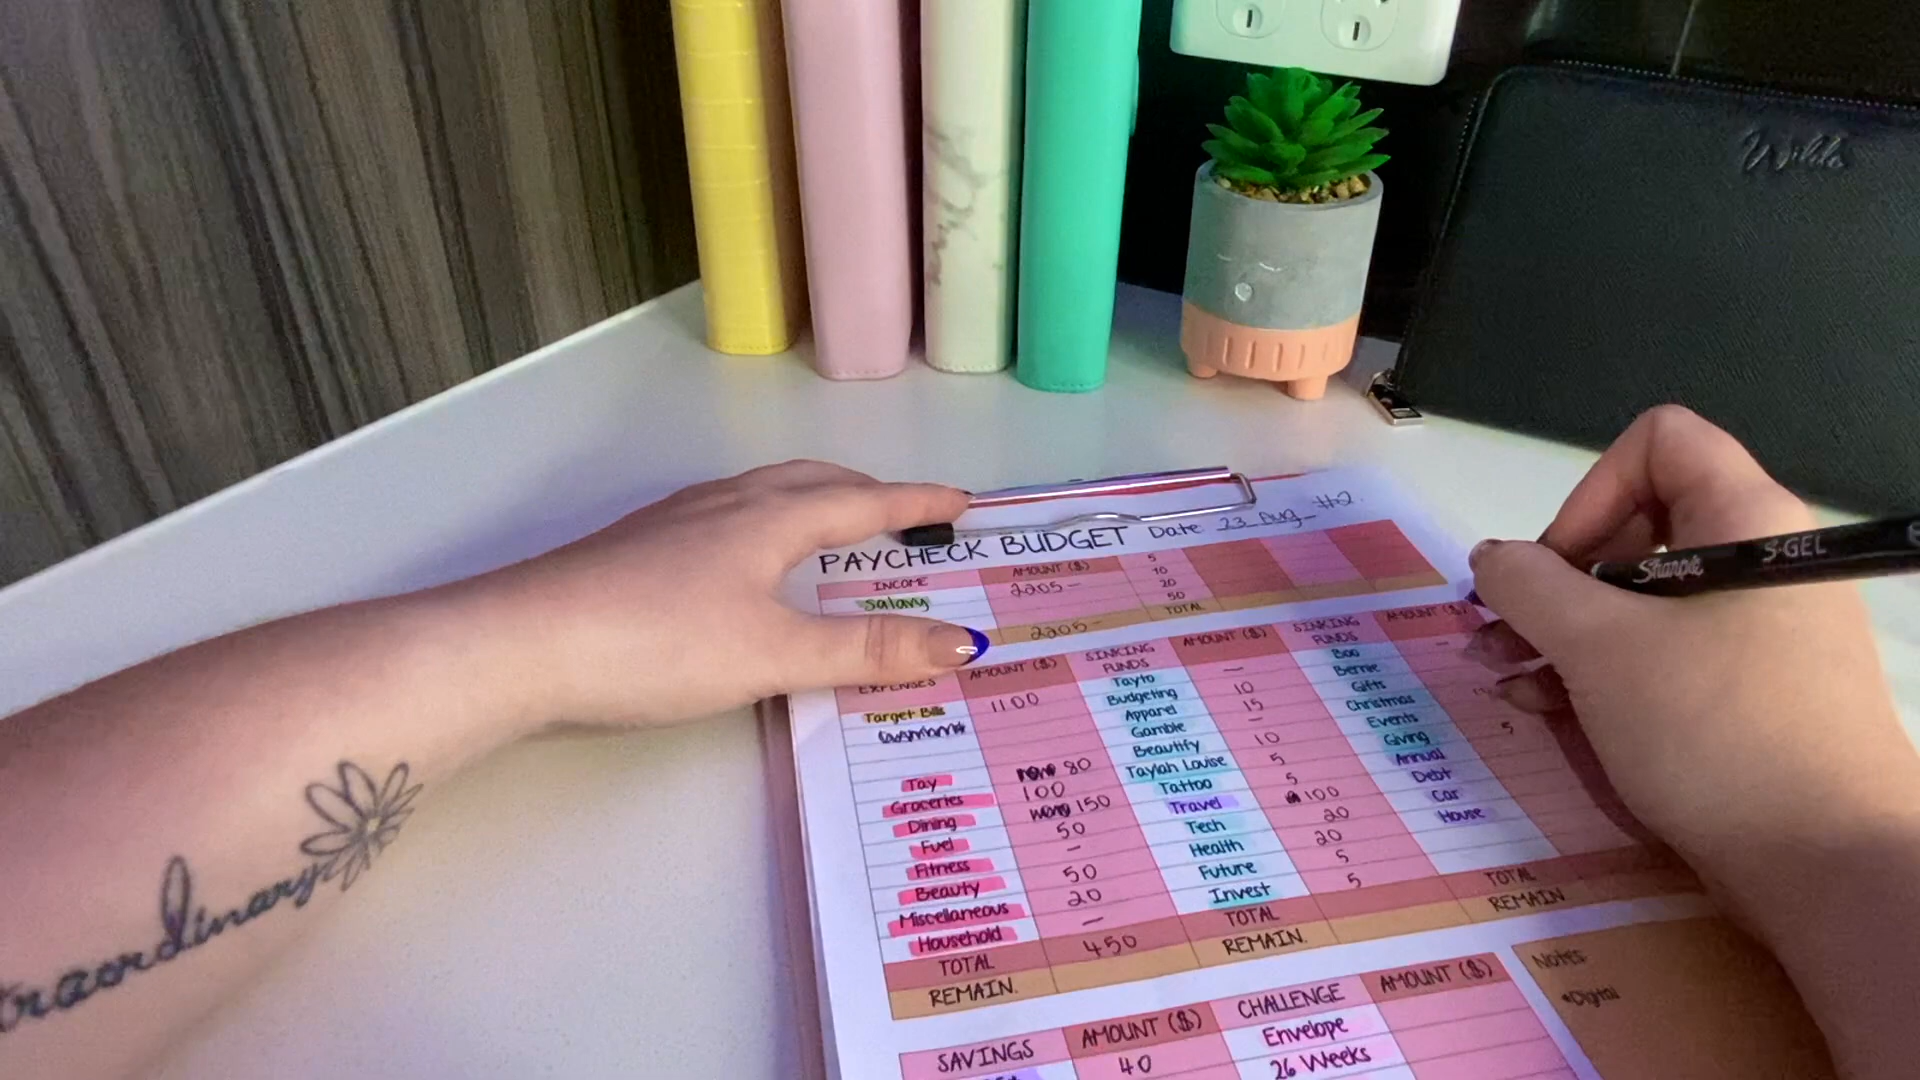 Wilda
Sharpie S·GEL
PAYCHECK BUDGET Date 23 Aug #2
INCOME AMOUNT ($) 5
Salary 2205- 10
20
50
2205- TOTAL
EXPENSES AMOUNT ($) SINKING FUNDS AMOUNT ($) SINKING FUNDS AMOUNT ($)
Target Bills 1100 Tayto — Boo —
Budgeting 10 Bernie
Apparel 15 Gifts
Gamble — Christmas
Tay 80 Beautify 10 Events
Groceries 100 Taylah Louise 5 Giving 5
Dining 150 Tattoo 5 Annual
Fuel 50 Travel 100 Debt
Fitness — Tech 20 Car
Beauty 50 Health 20 House
Miscellaneous 20 Future 5
Household — Invest 5
TOTAL 450 TOTAL TOTAL
REMAIN. REMAIN. REMAIN
SAVINGS AMOUNT ($) CHALLENGE AMOUNT ($)
40 Envelope
26 Weeks
Notes
*Digital
traordinary